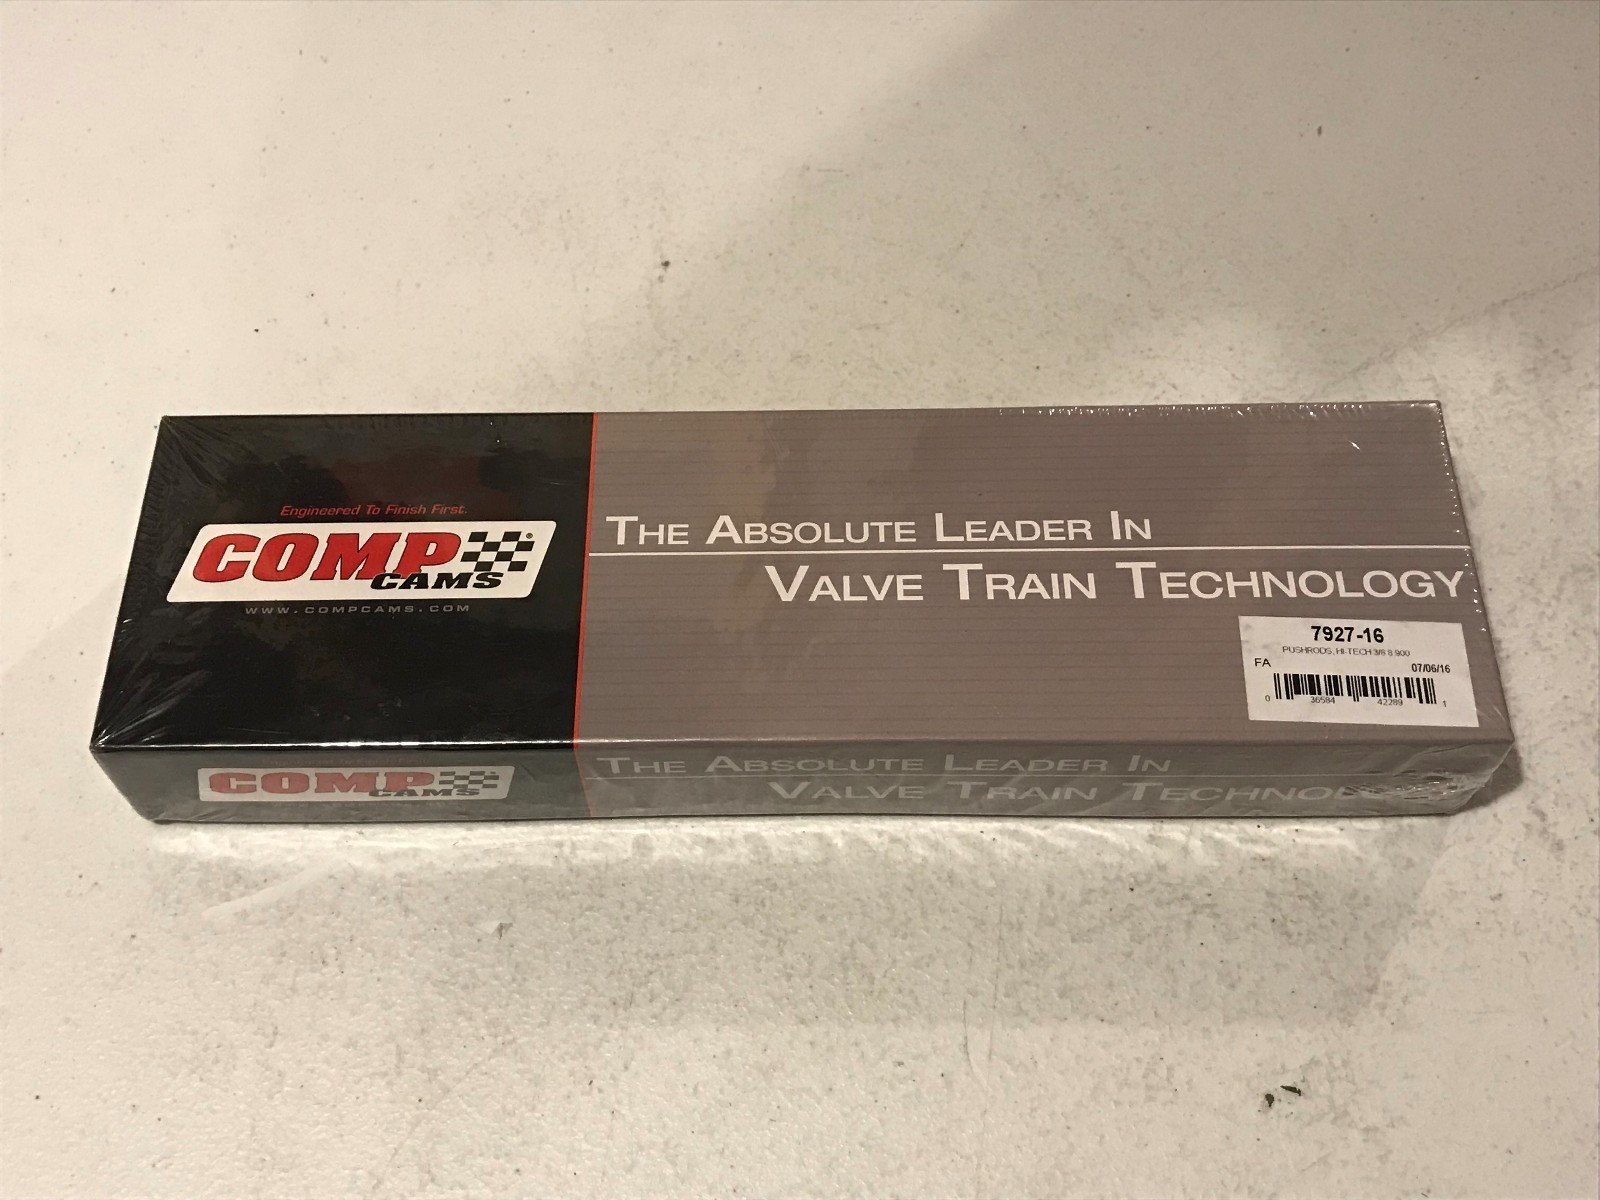 Engineered To Finish First.
COMP
CAMS
WWW.COMPCAMS.COM
THE ABSOLUTE LEADER IN
VALVE TRAIN TECHNOLOGY
7927-16
PUSHRODS, HI-TECH 3/8 8.900
FA 07/06/16
0 36584 42289 1
COMP
CAMS
THE ABSOLUTE LEADER IN
VALVE TRAIN